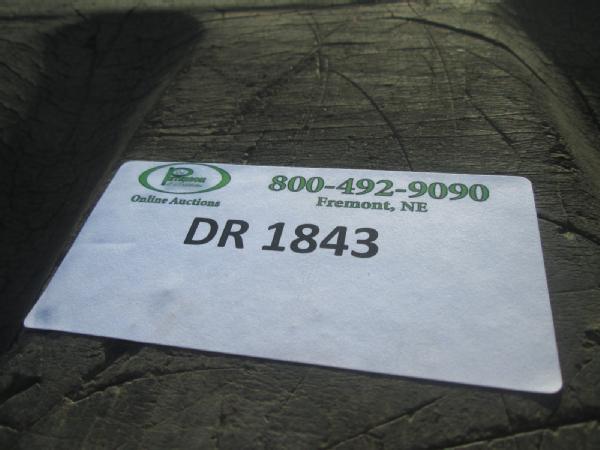 Online Auctions
800-492-9090
Fremont, NE
DR 1843